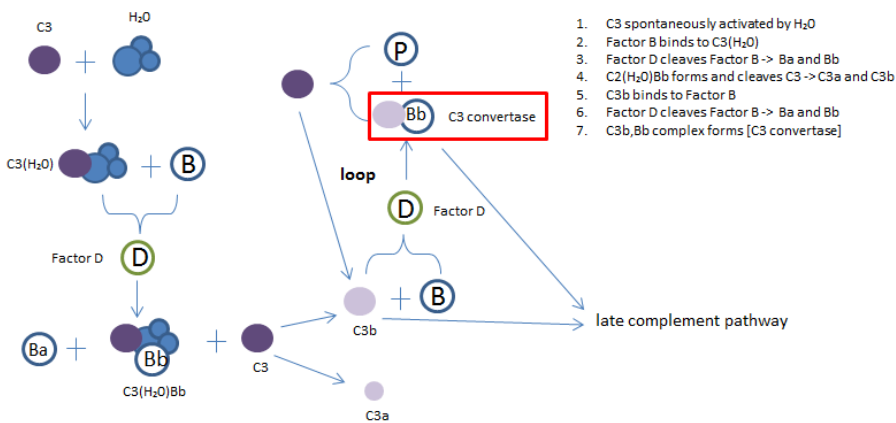 C3
H₂O
C3(H₂O)
B
Factor D
D
Ba
Bb
C3(H₂O)Bb
C3
P
Bb
C3 convertase
loop
D
Factor D
B
C3b
C3a
late complement pathway
1. C3 spontaneously activated by H₂O
2. Factor B binds to C3(H₂O)
3. Factor D cleaves Factor B -> Ba and Bb
4. C2(H₂O)Bb forms and cleaves C3 ->C3a and C3b
5. C3b binds to Factor B
6. Factor D cleaves Factor B -> Ba and Bb
7. C3b,Bb complex forms [C3 convertase]